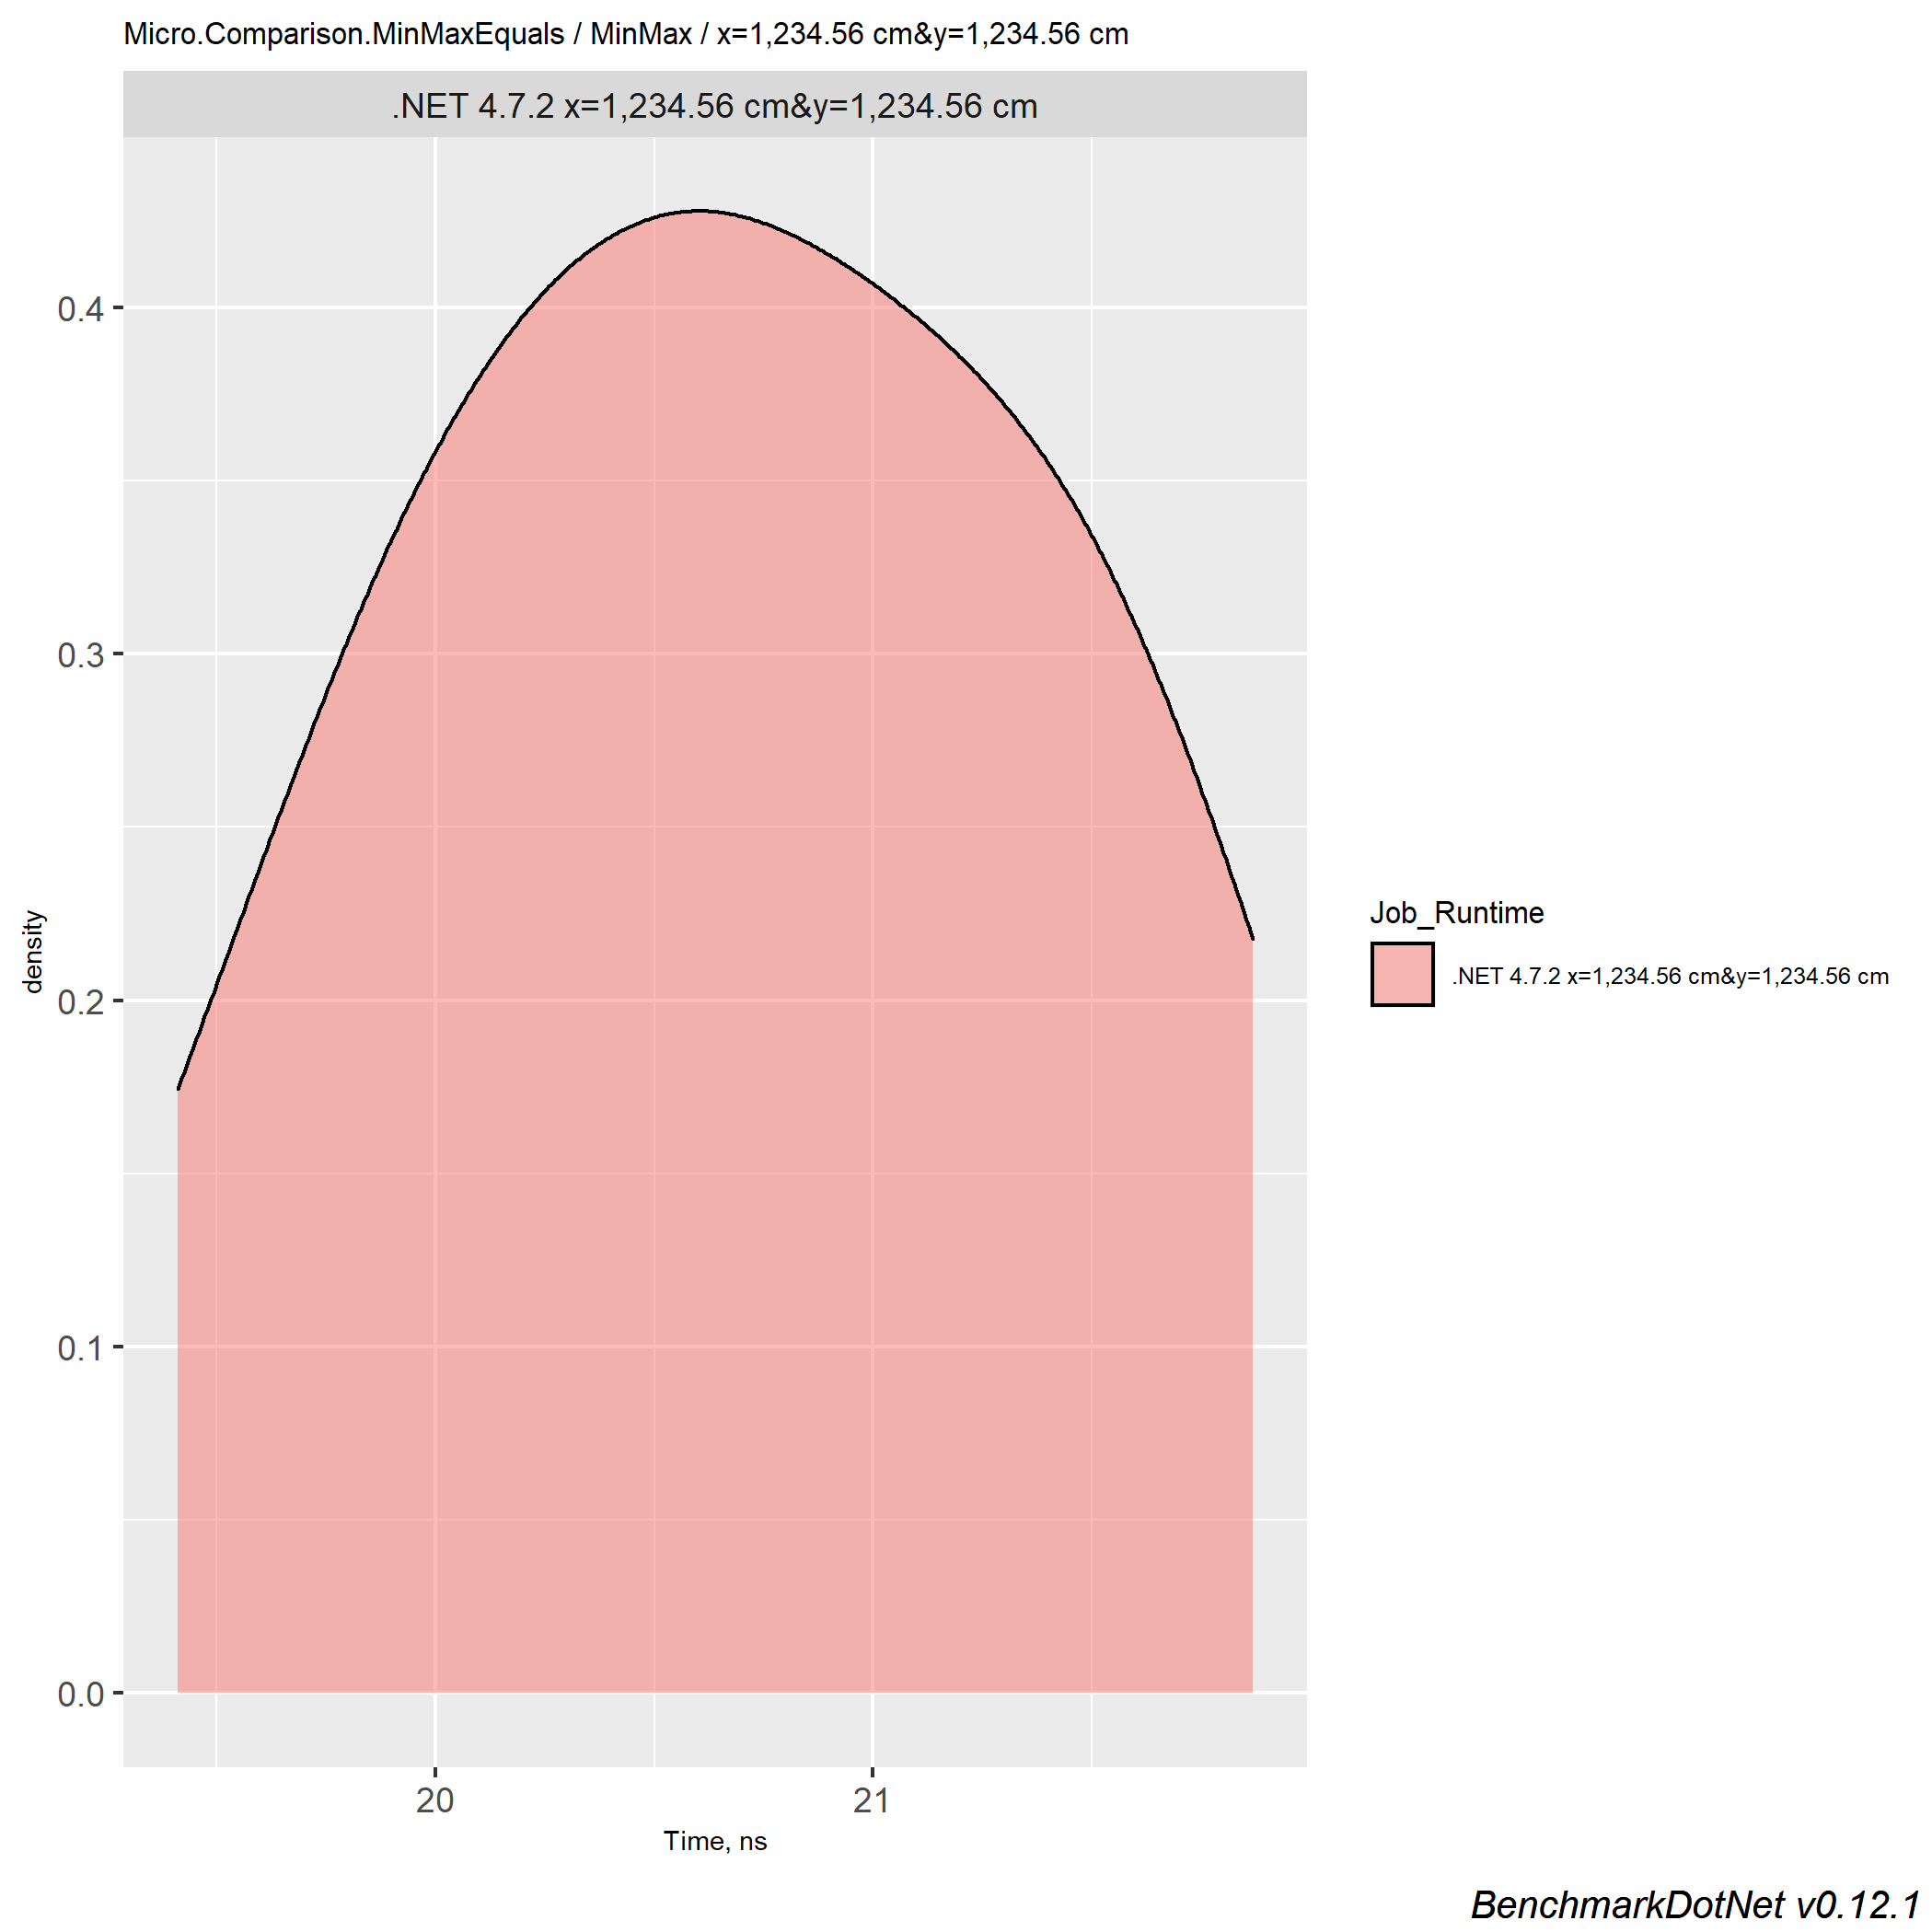 Micro.Comparison.MinMaxEquals / MinMax / x=1,234.56 cm&y=1,234.56 cm
.NET 4.7.2 x=1,234.56 cm&y=1,234.56 cm
0.4
0.3
0.2
0.1
0.0
density
20
21
Time, ns
Job_Runtime
.NET 4.7.2 x=1,234.56 cm&y=1,234.56 cm
BenchmarkDotNet v0.12.1